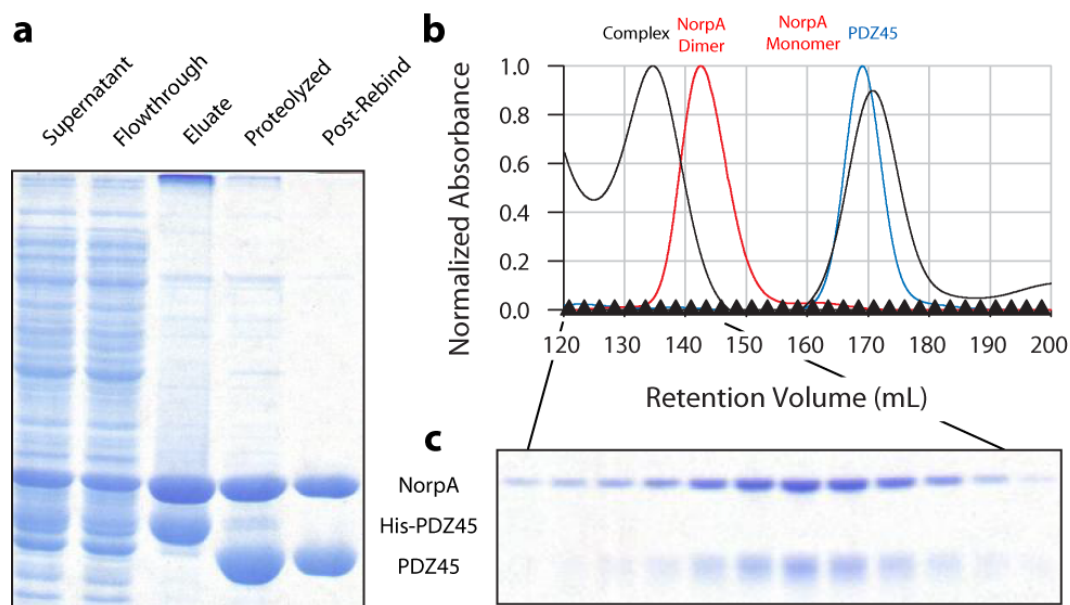 a
Supernatant
Flowthrough
Eluate
Proteolyzed
Post-Rebind
NorpA
His-PDZ45
PDZ45
b
Complex
NorpA
Dimer
NorpA
Monomer
PDZ45
Normalized Absorbance
1.0
0.8
0.6
0.4
0.2
0.0
120 130 140 150 160 170 180 190 200
Retention Volume (mL)
c